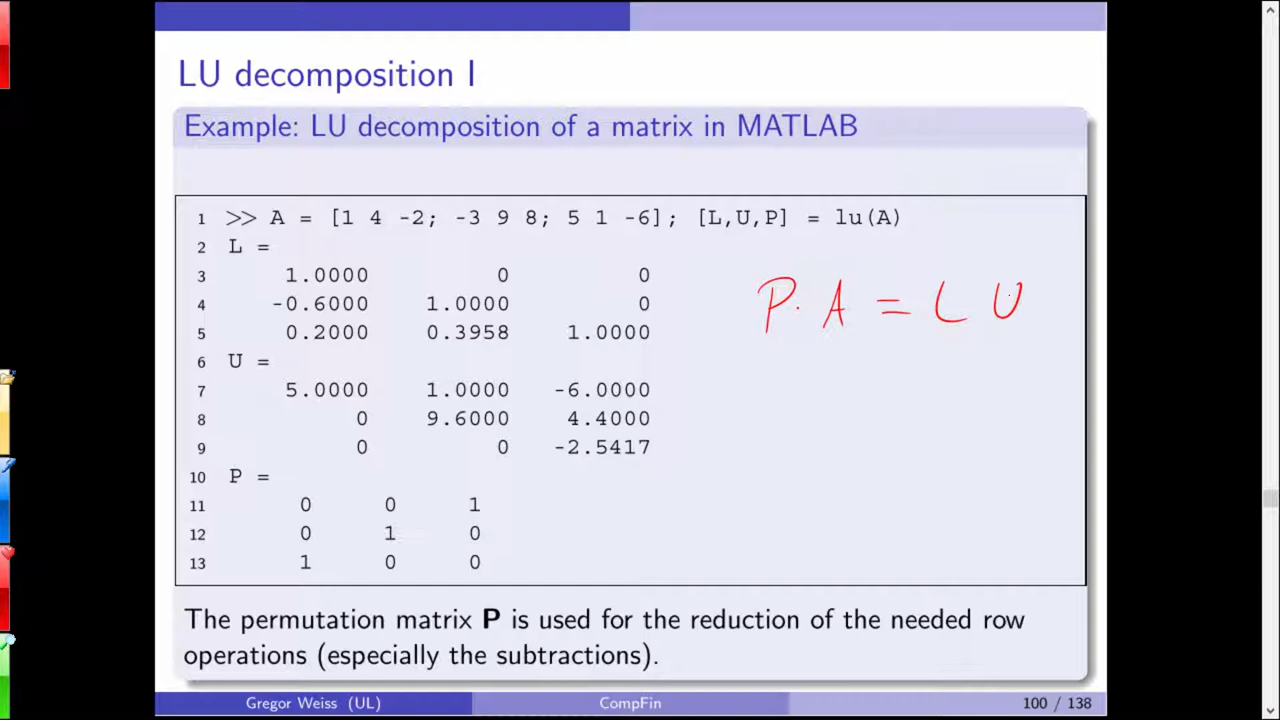 LU decomposition I
Example: LU decomposition of a matrix in MATLAB
1 >> A = [1 4 -2; -3 9 8; 5 1 -6]; [L,U,P] = lu(A)
2 L =
3 1.0000 0 0
4 -0.6000 1.0000 0
5 0.2000 0.3958 1.0000
6 U =
7 5.0000 1.0000 -6.0000
8 0 9.6000 4.4000
9 0 0 -2.5417
10 P =
11 0 0 1
12 0 1 0
13 1 0 0
P · A = L U
The permutation matrix P is used for the reduction of the needed row
operations (especially the subtractions).
Gregor Weiss (UL) CompFin 100 / 138